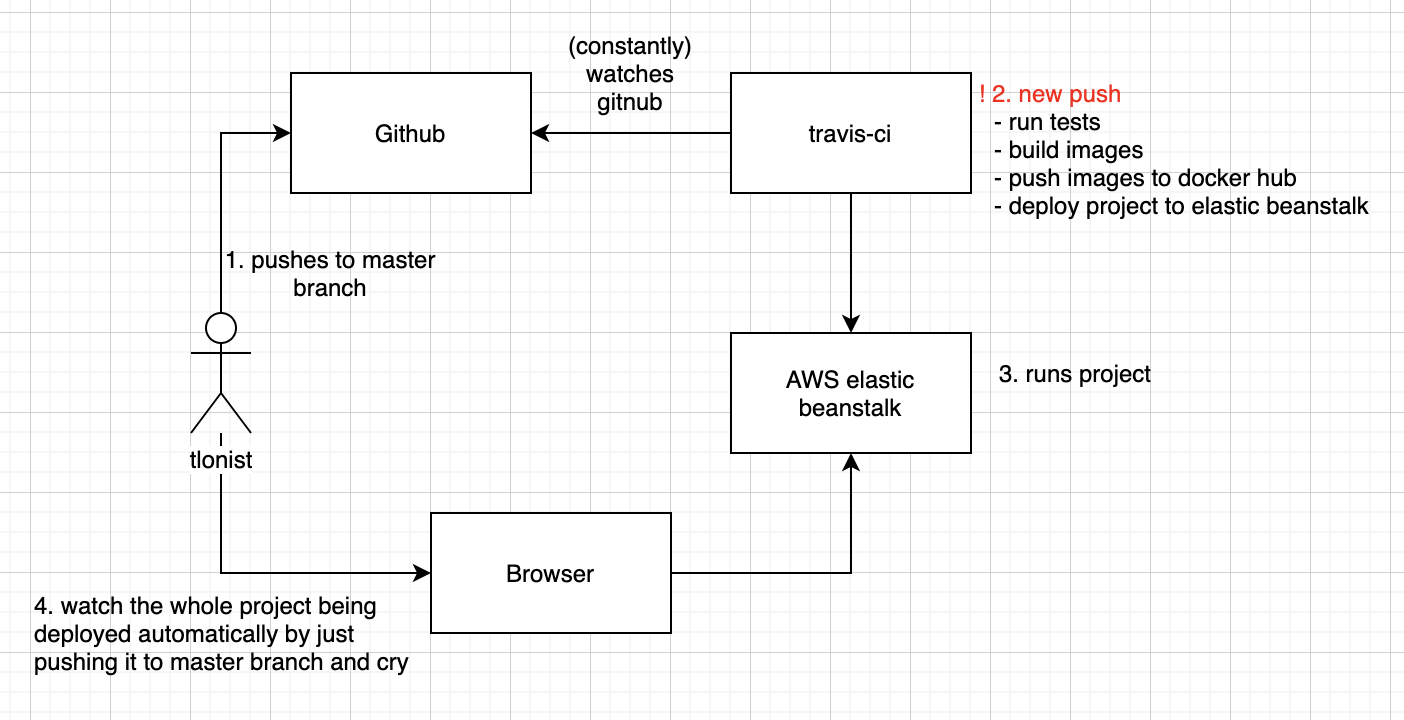 (constantly)
watches
gitnub
Github
travis-ci
! 2. new push
- run tests
- build images
- push images to docker hub
- deploy project to elastic beanstalk
1. pushes to master
branch
tlonist
AWS elastic
beanstalk
3. runs project
Browser
4. watch the whole project being
deployed automatically by just
pushing it to master branch and cry